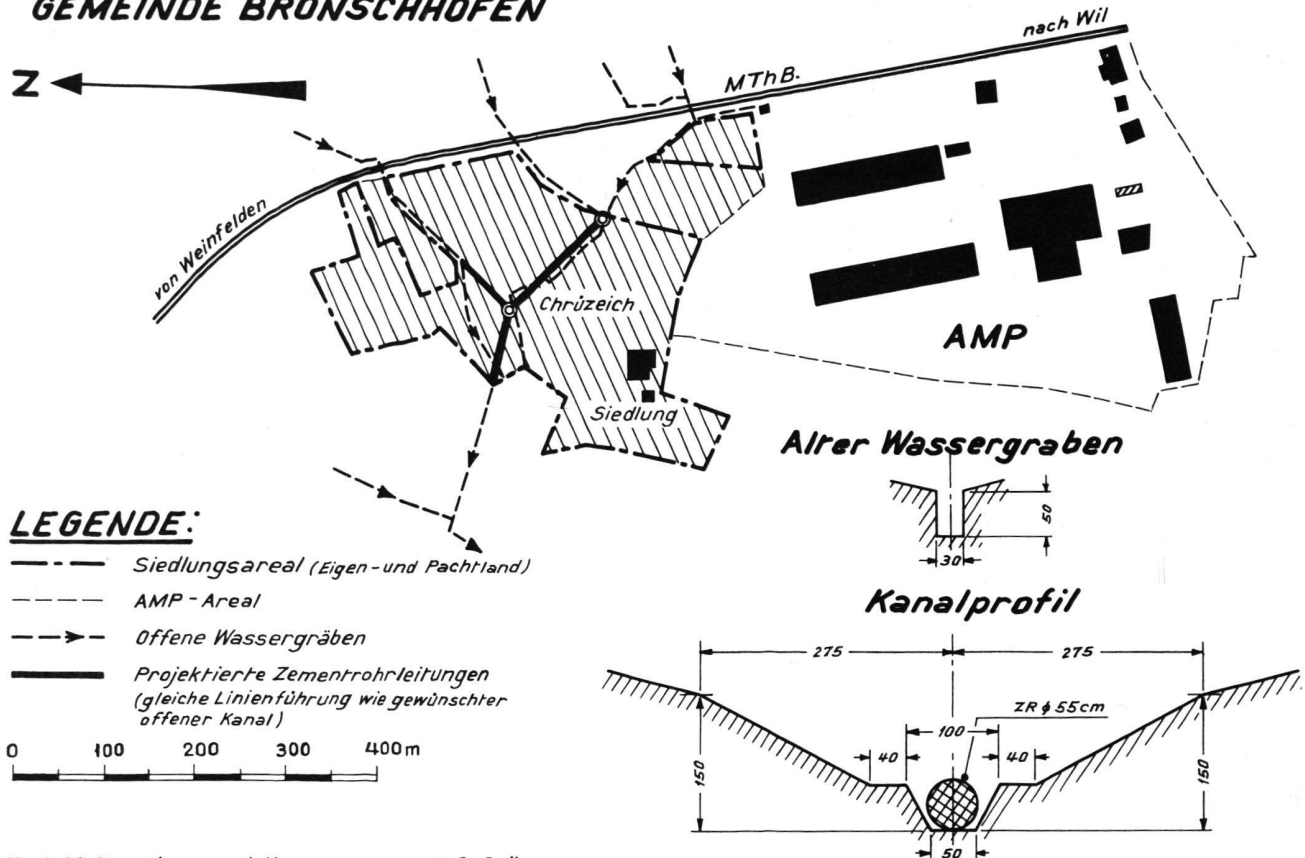 GEMEINDE BRONSCHHOFEN
Z
nach Wil
MThB.
von Weinfelden
Chrüzeich
AMP
Siedlung
Alter Wassergraben
50
30
LEGENDE:
Siedlungsareal (Eigen- und Pachtland)
AMP - Areal
Offene Wassergräben
Projektierte Zementrohrleitungen
(gleiche Linienführung wie gewünschter
offener Kanal)
0 100 200 300 400 m
Kanalprofil
275 275
ZR ϕ 55cm
100
40 40
150 150
50